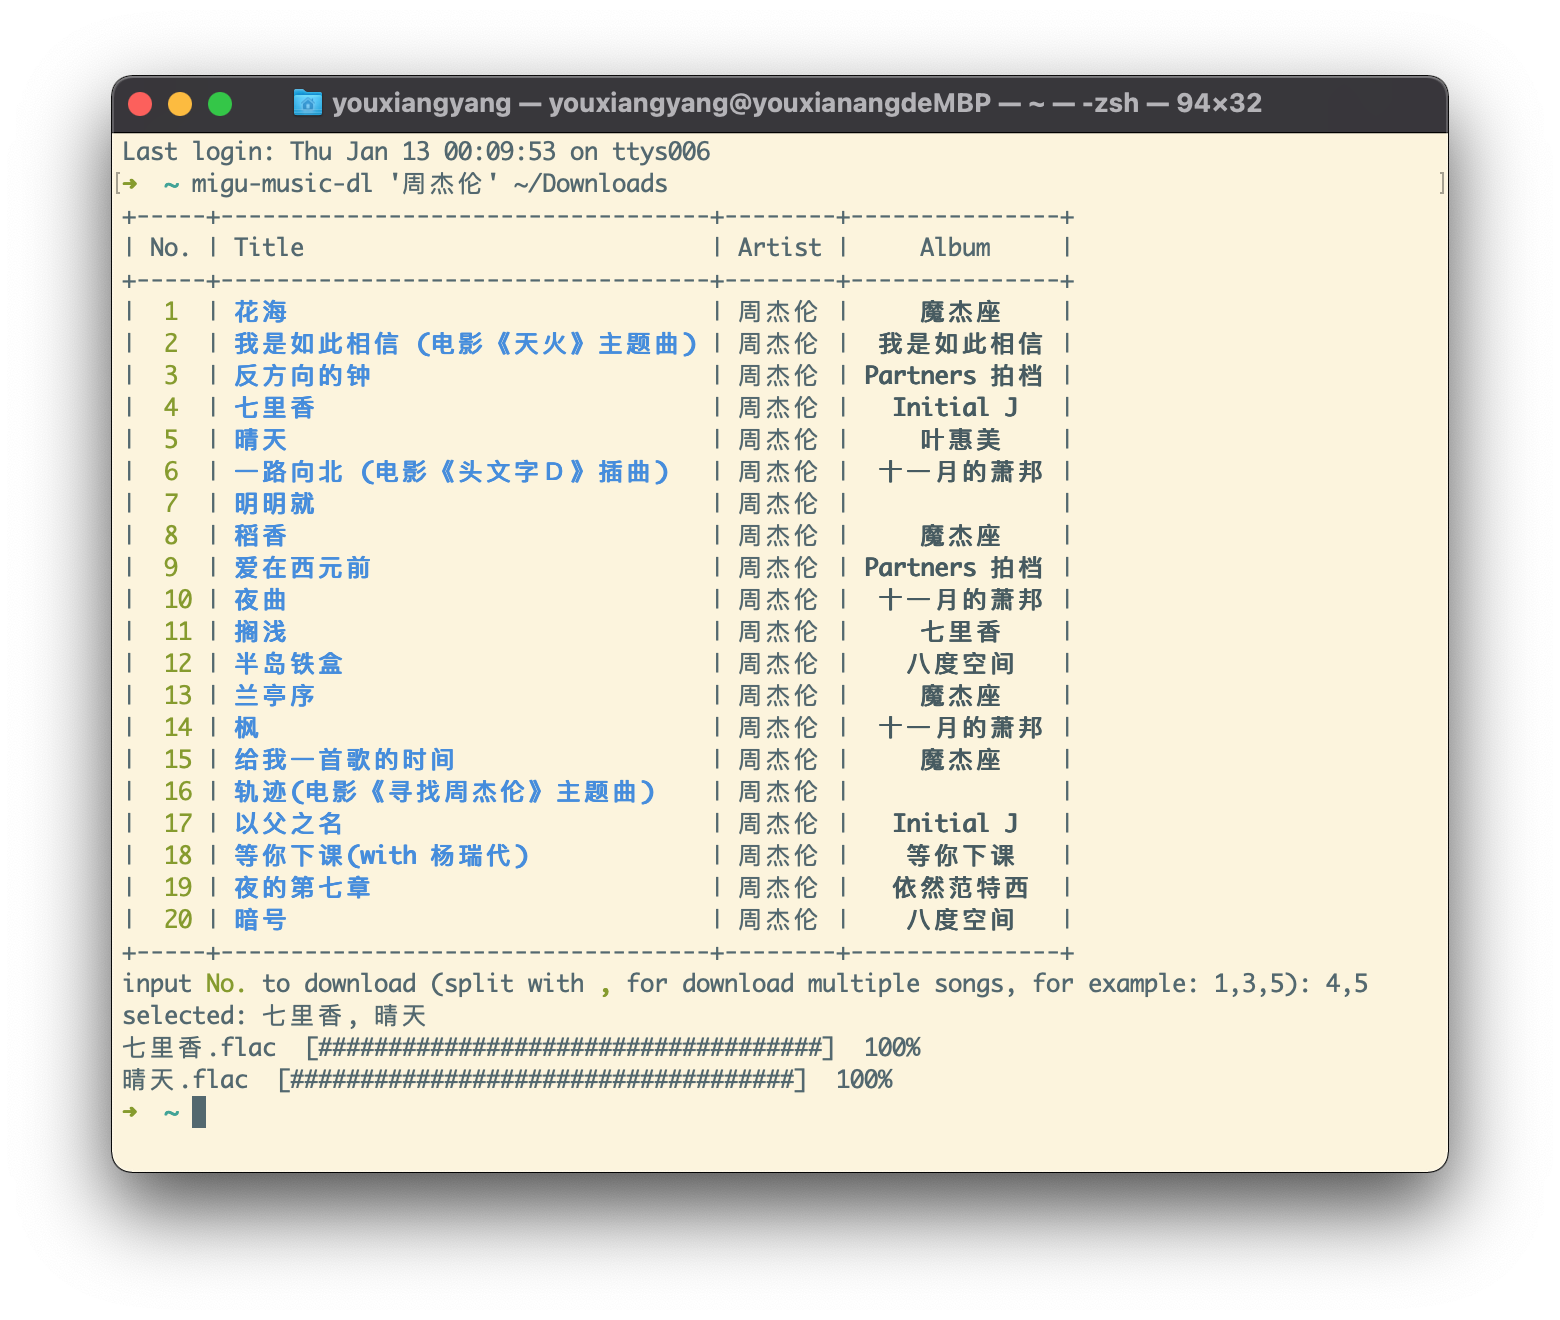 youxiangyang — youxiangyang@youxianangdeMBP — ~ — -zsh — 94×32
Last login: Thu Jan 13 00:09:53 on ttys006
[➜  ~ migu-music-dl '周杰伦' ~/Downloads ]
+-----+-----------------------------------+--------+---------------+
| No. | Title                             | Artist |     Album     |
+-----+-----------------------------------+--------+---------------+
|  1  | 花海                              | 周杰伦 |     魔杰座    |
|  2  | 我是如此相信 (电影《天火》主题曲) | 周杰伦 |  我是如此相信 |
|  3  | 反方向的钟                        | 周杰伦 | Partners 拍档 |
|  4  | 七里香                            | 周杰伦 |   Initial J   |
|  5  | 晴天                              | 周杰伦 |     叶惠美    |
|  6  | 一路向北 (电影《头文字Ｄ》插曲)   | 周杰伦 |  十一月的萧邦 |
|  7  | 明明就                            | 周杰伦 |               |
|  8  | 稻香                              | 周杰伦 |     魔杰座    |
|  9  | 爱在西元前                        | 周杰伦 | Partners 拍档 |
|  10 | 夜曲                              | 周杰伦 |  十一月的萧邦 |
|  11 | 搁浅                              | 周杰伦 |     七里香    |
|  12 | 半岛铁盒                          | 周杰伦 |    八度空间   |
|  13 | 兰亭序                            | 周杰伦 |     魔杰座    |
|  14 | 枫                                | 周杰伦 |  十一月的萧邦 |
|  15 | 给我一首歌的时间                  | 周杰伦 |     魔杰座    |
|  16 | 轨迹(电影《寻找周杰伦》主题曲)    | 周杰伦 |               |
|  17 | 以父之名                          | 周杰伦 |   Initial J   |
|  18 | 等你下课(with 杨瑞代)             | 周杰伦 |    等你下课   |
|  19 | 夜的第七章                        | 周杰伦 |   依然范特西  |
|  20 | 暗号                              | 周杰伦 |    八度空间   |
+-----+-----------------------------------+--------+---------------+
input No. to download (split with , for download multiple songs, for example: 1,3,5): 4,5
selected: 七里香, 晴天
七里香.flac  [####################################]  100%
晴天.flac  [####################################]  100%
➜  ~